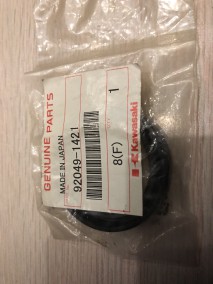 GENUINE PARTS
MADE IN JAPAN
92049-1421
8(F)
1
Kawasaki